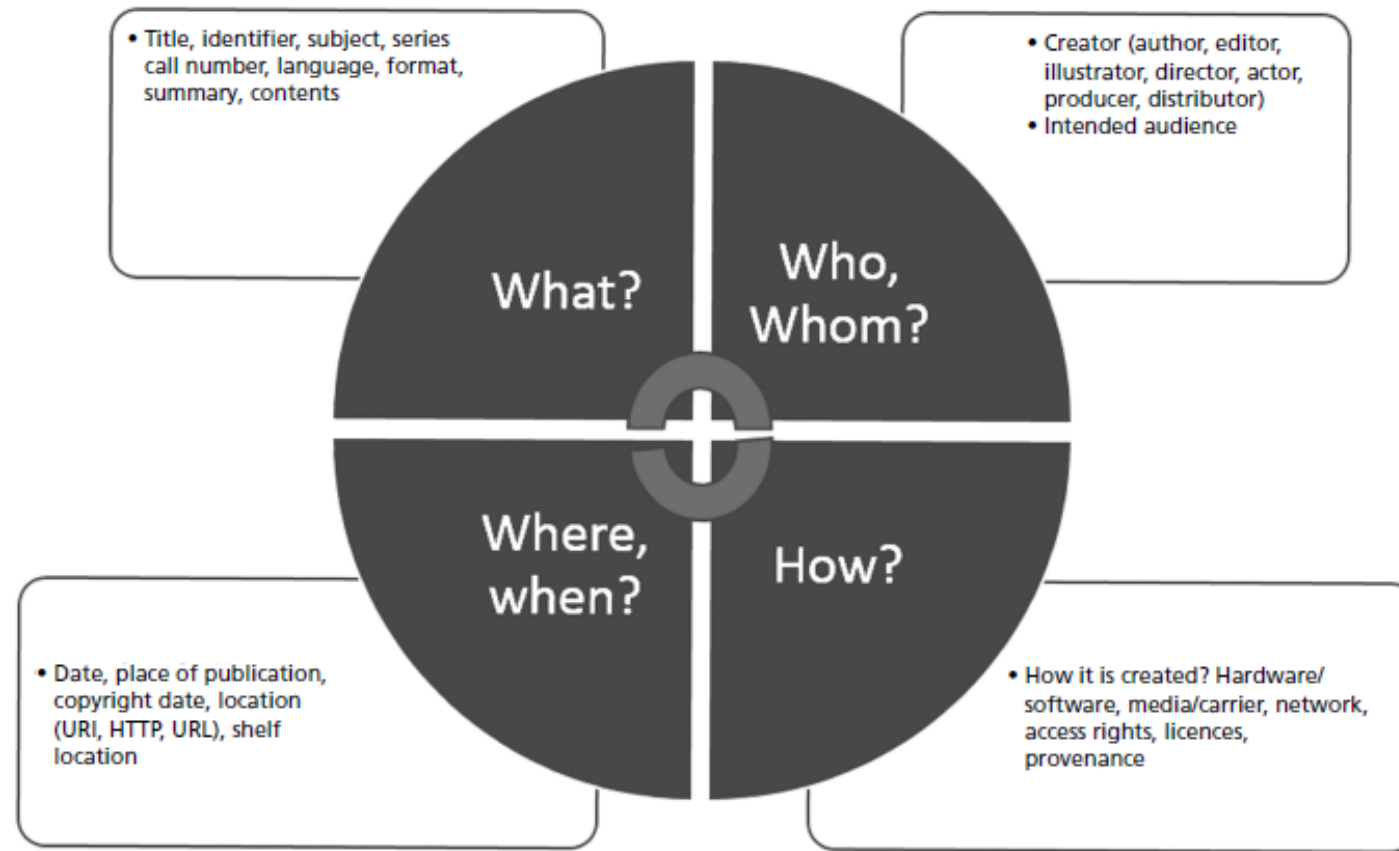 • Title, identifier, subject, series
call number, language, format,
summary, contents
• Creator (author, editor,
illustrator, director, actor,
producer, distributor)
• Intended audience
What?
Who,
Whom?
Where,
when?
How?
• Date, place of publication,
copyright date, location
(URI, HTTP, URL), shelf
location
• How it is created? Hardware/
software, media/carrier, network,
access rights, licences,
provenance